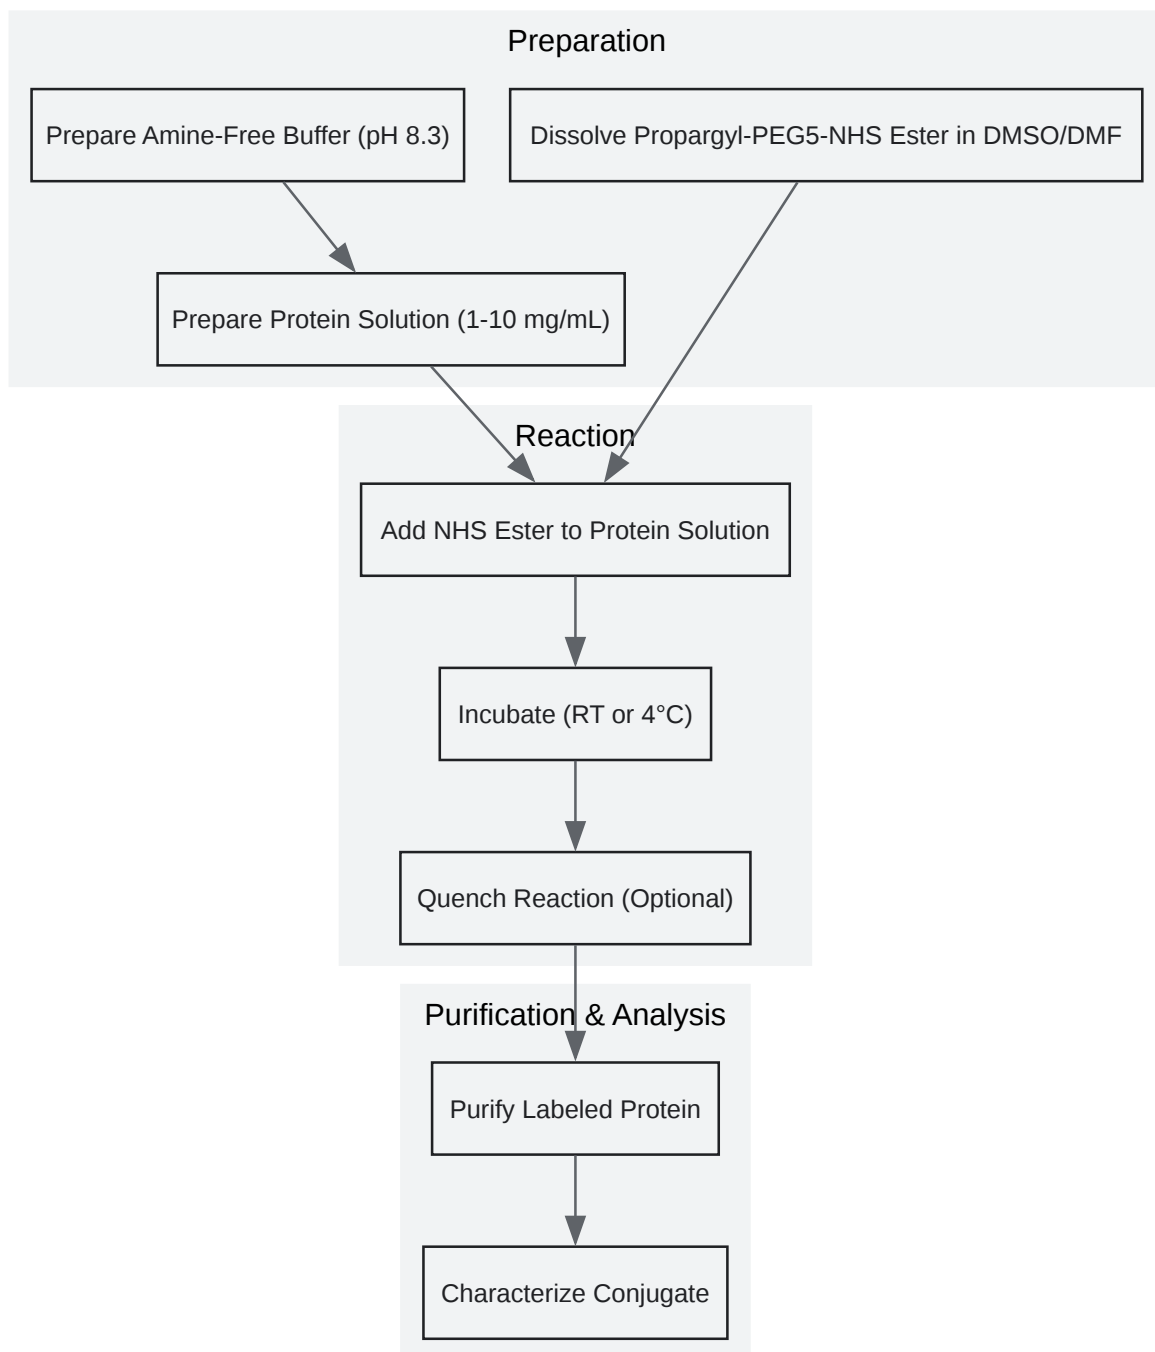 Preparation
Prepare Amine-Free Buffer (pH 8.3)
Dissolve Propargyl-PEG5-NHS Ester in DMSO/DMF
Prepare Protein Solution (1-10 mg/mL)
Reaction
Add NHS Ester to Protein Solution
Incubate (RT or 4°C)
Quench Reaction (Optional)
Purification & Analysis
Purify Labeled Protein
Characterize Conjugate